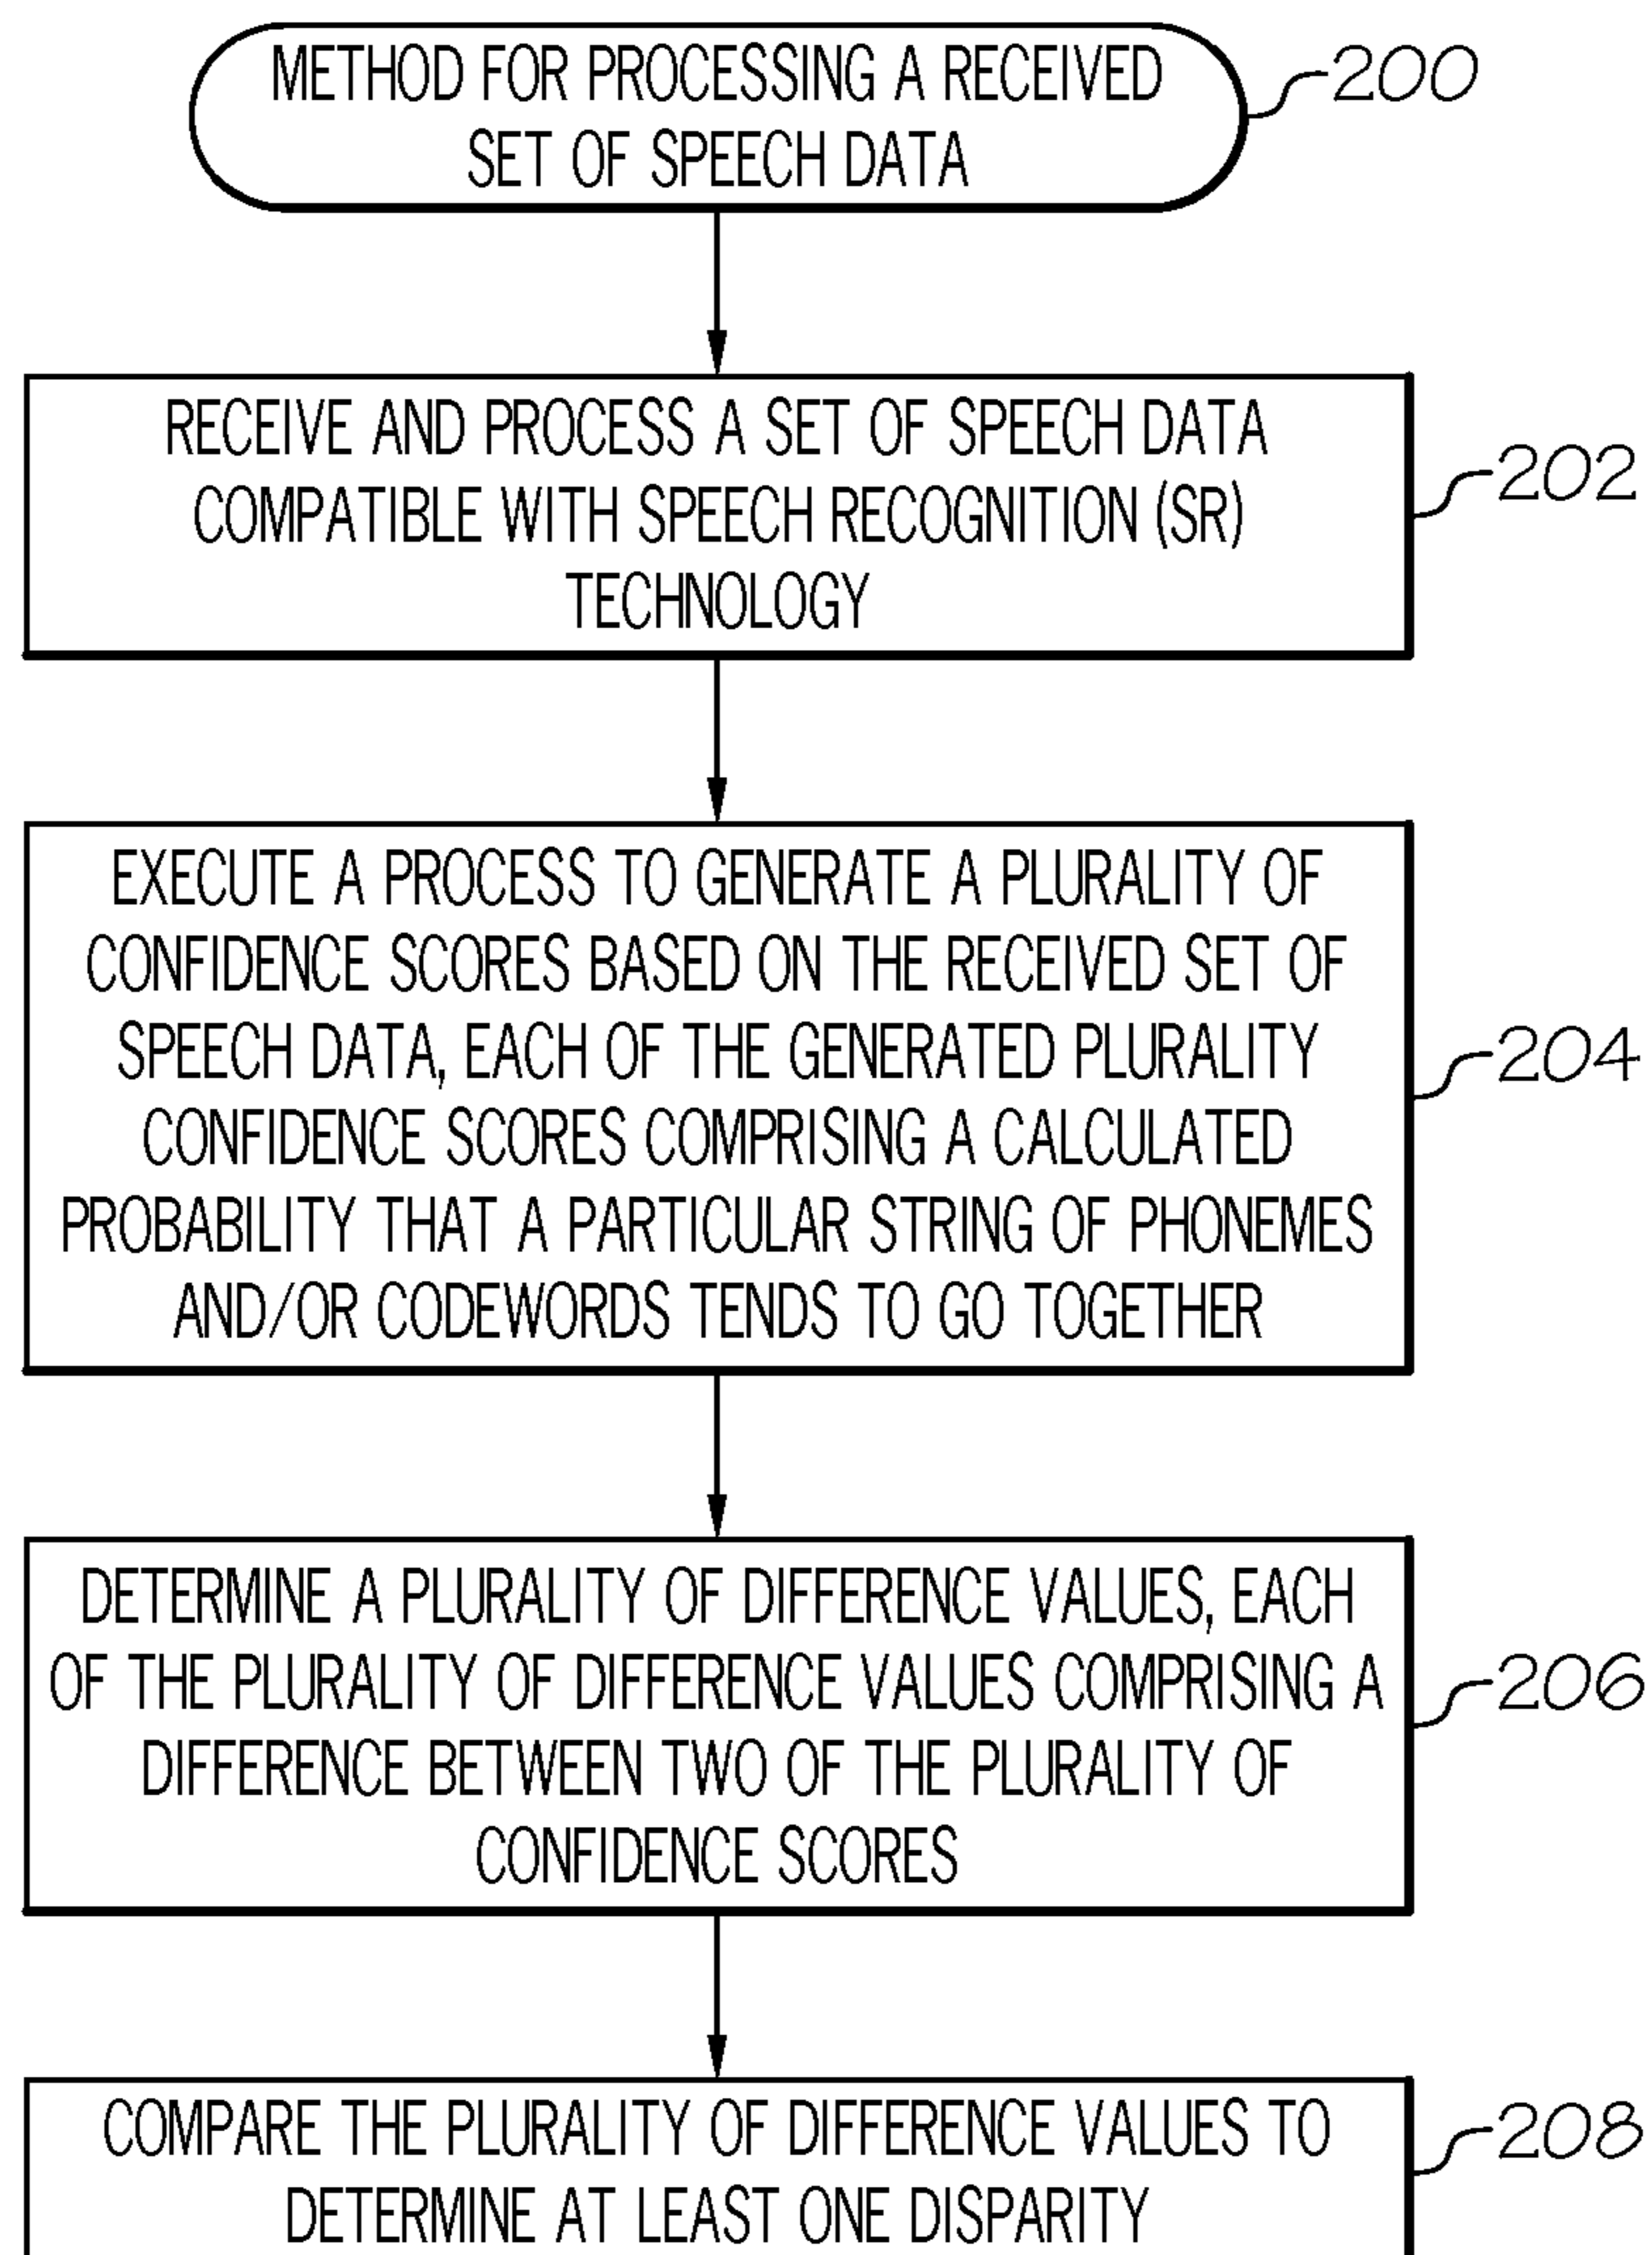 METHOD FOR PROCESSING A RECEIVED
SET OF SPEECH DATA
200
RECEIVE AND PROCESS A SET OF SPEECH DATA
COMPATIBLE WITH SPEECH RECOGNITION (SR)
TECHNOLOGY
202
EXECUTE A PROCESS TO GENERATE A PLURALITY OF
CONFIDENCE SCORES BASED ON THE RECEIVED SET OF
SPEECH DATA, EACH OF THE GENERATED PLURALITY
CONFIDENCE SCORES COMPRISING A CALCULATED
PROBABILITY THAT A PARTICULAR STRING OF PHONEMES
AND/OR CODEWORDS TENDS TO GO TOGETHER
204
DETERMINE A PLURALITY OF DIFFERENCE VALUES, EACH
OF THE PLURALITY OF DIFFERENCE VALUES COMPRISING A
DIFFERENCE BETWEEN TWO OF THE PLURALITY OF
CONFIDENCE SCORES
206
COMPARE THE PLURALITY OF DIFFERENCE VALUES TO
DETERMINE AT LEAST ONE DISPARITY
208